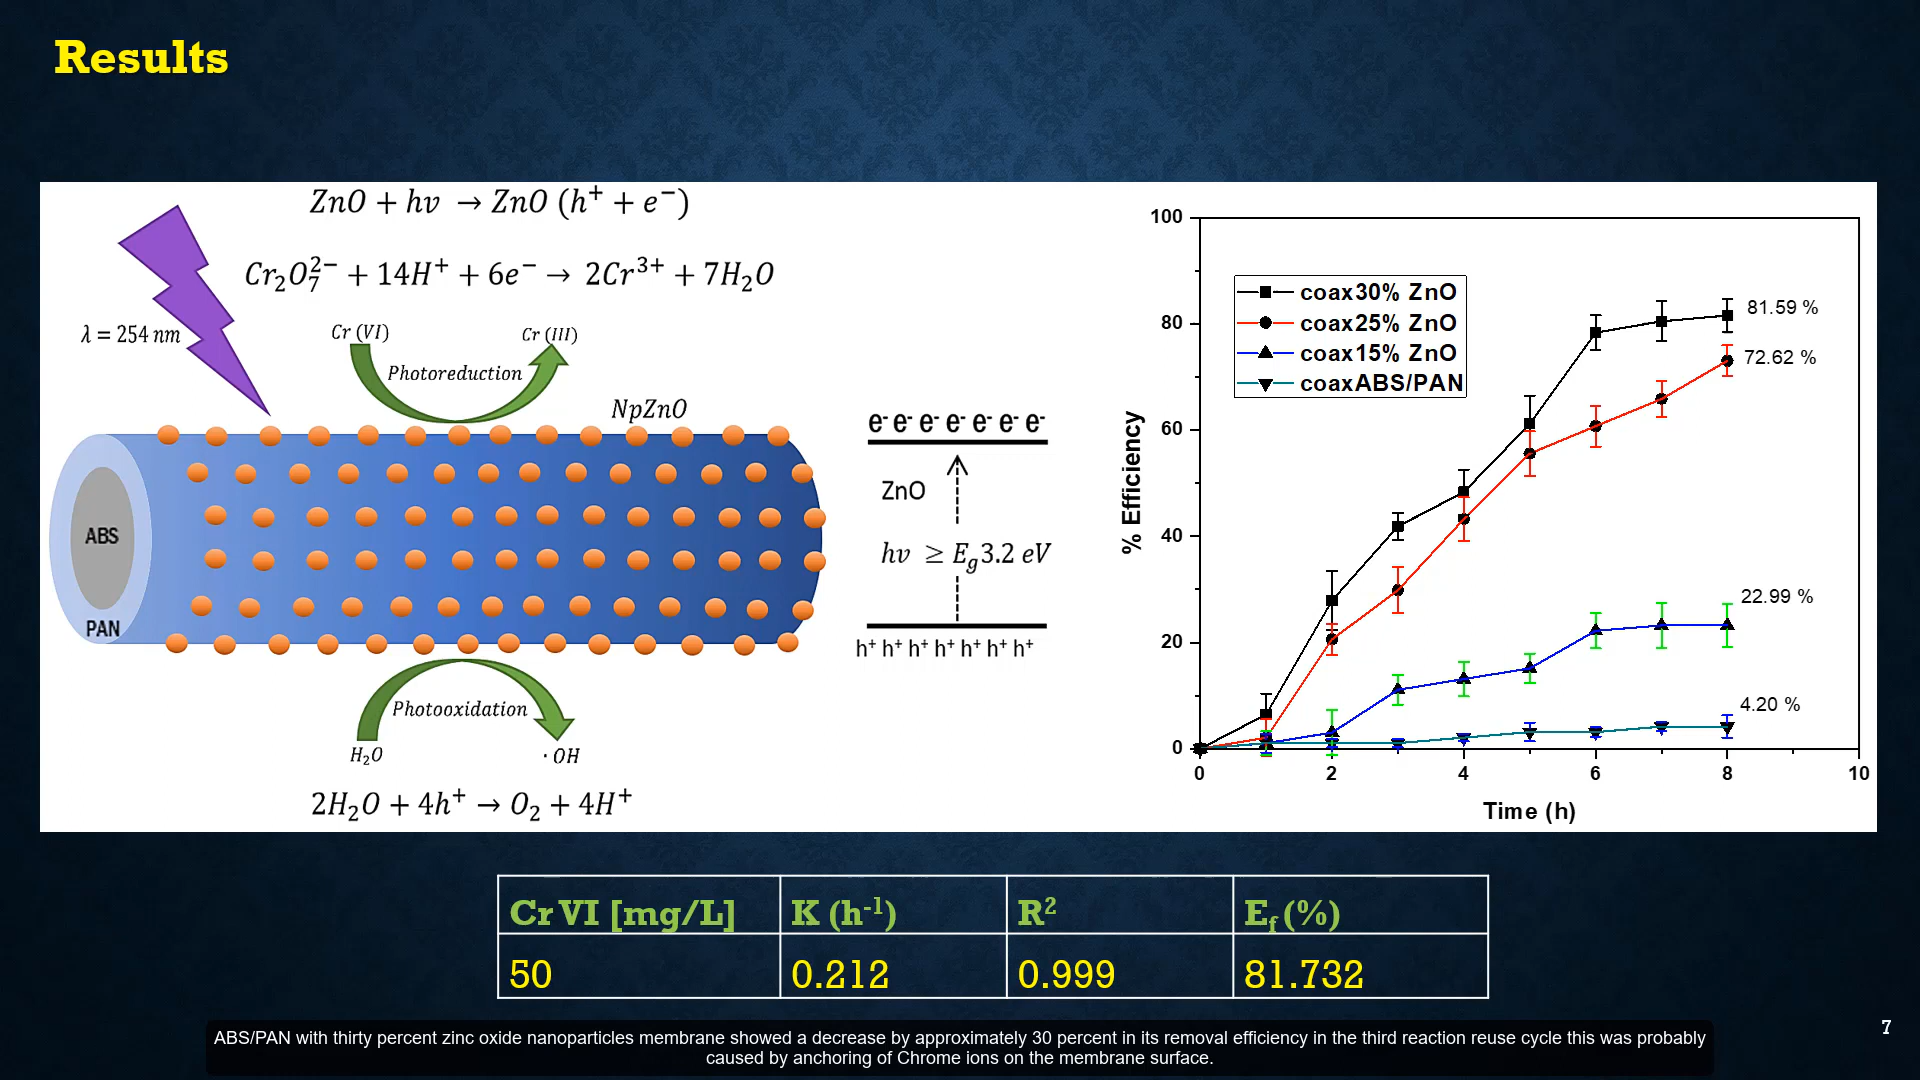 Results
ZnO + hν → ZnO (h⁺ + e⁻)
Cr₂O₇²⁻ + 14H⁺ + 6e⁻ → 2Cr³⁺ + 7H₂O
λ = 254 nm
Cr (VI)
Cr (III)
Photoreduction
NpZnO
ABS
PAN
e⁻ e⁻ e⁻ e⁻ e⁻ e⁻ e⁻
ZnO
hν ≥ E_g 3.2 eV
h⁺ h⁺ h⁺ h⁺ h⁺ h⁺ h⁺
Photooxidation
H₂O
· OH
2H₂O + 4h⁺ → O₂ + 4H⁺
100
80
60
40
20
0
% Efficiency
coax30% ZnO
coax25% ZnO
coax15% ZnO
coaxABS/PAN
81.59 %
72.62 %
22.99 %
4.20 %
0 2 4 6 8 10
Time (h)
Cr VI [mg/L] K (h⁻¹) R² E_f (%)
50 0.212 0.999 81.732
ABS/PAN with thirty percent zinc oxide nanoparticles membrane showed a decrease by approximately 30 percent in its removal efficiency in the third reaction reuse cycle this was probably
caused by anchoring of Chrome ions on the membrane surface.
7